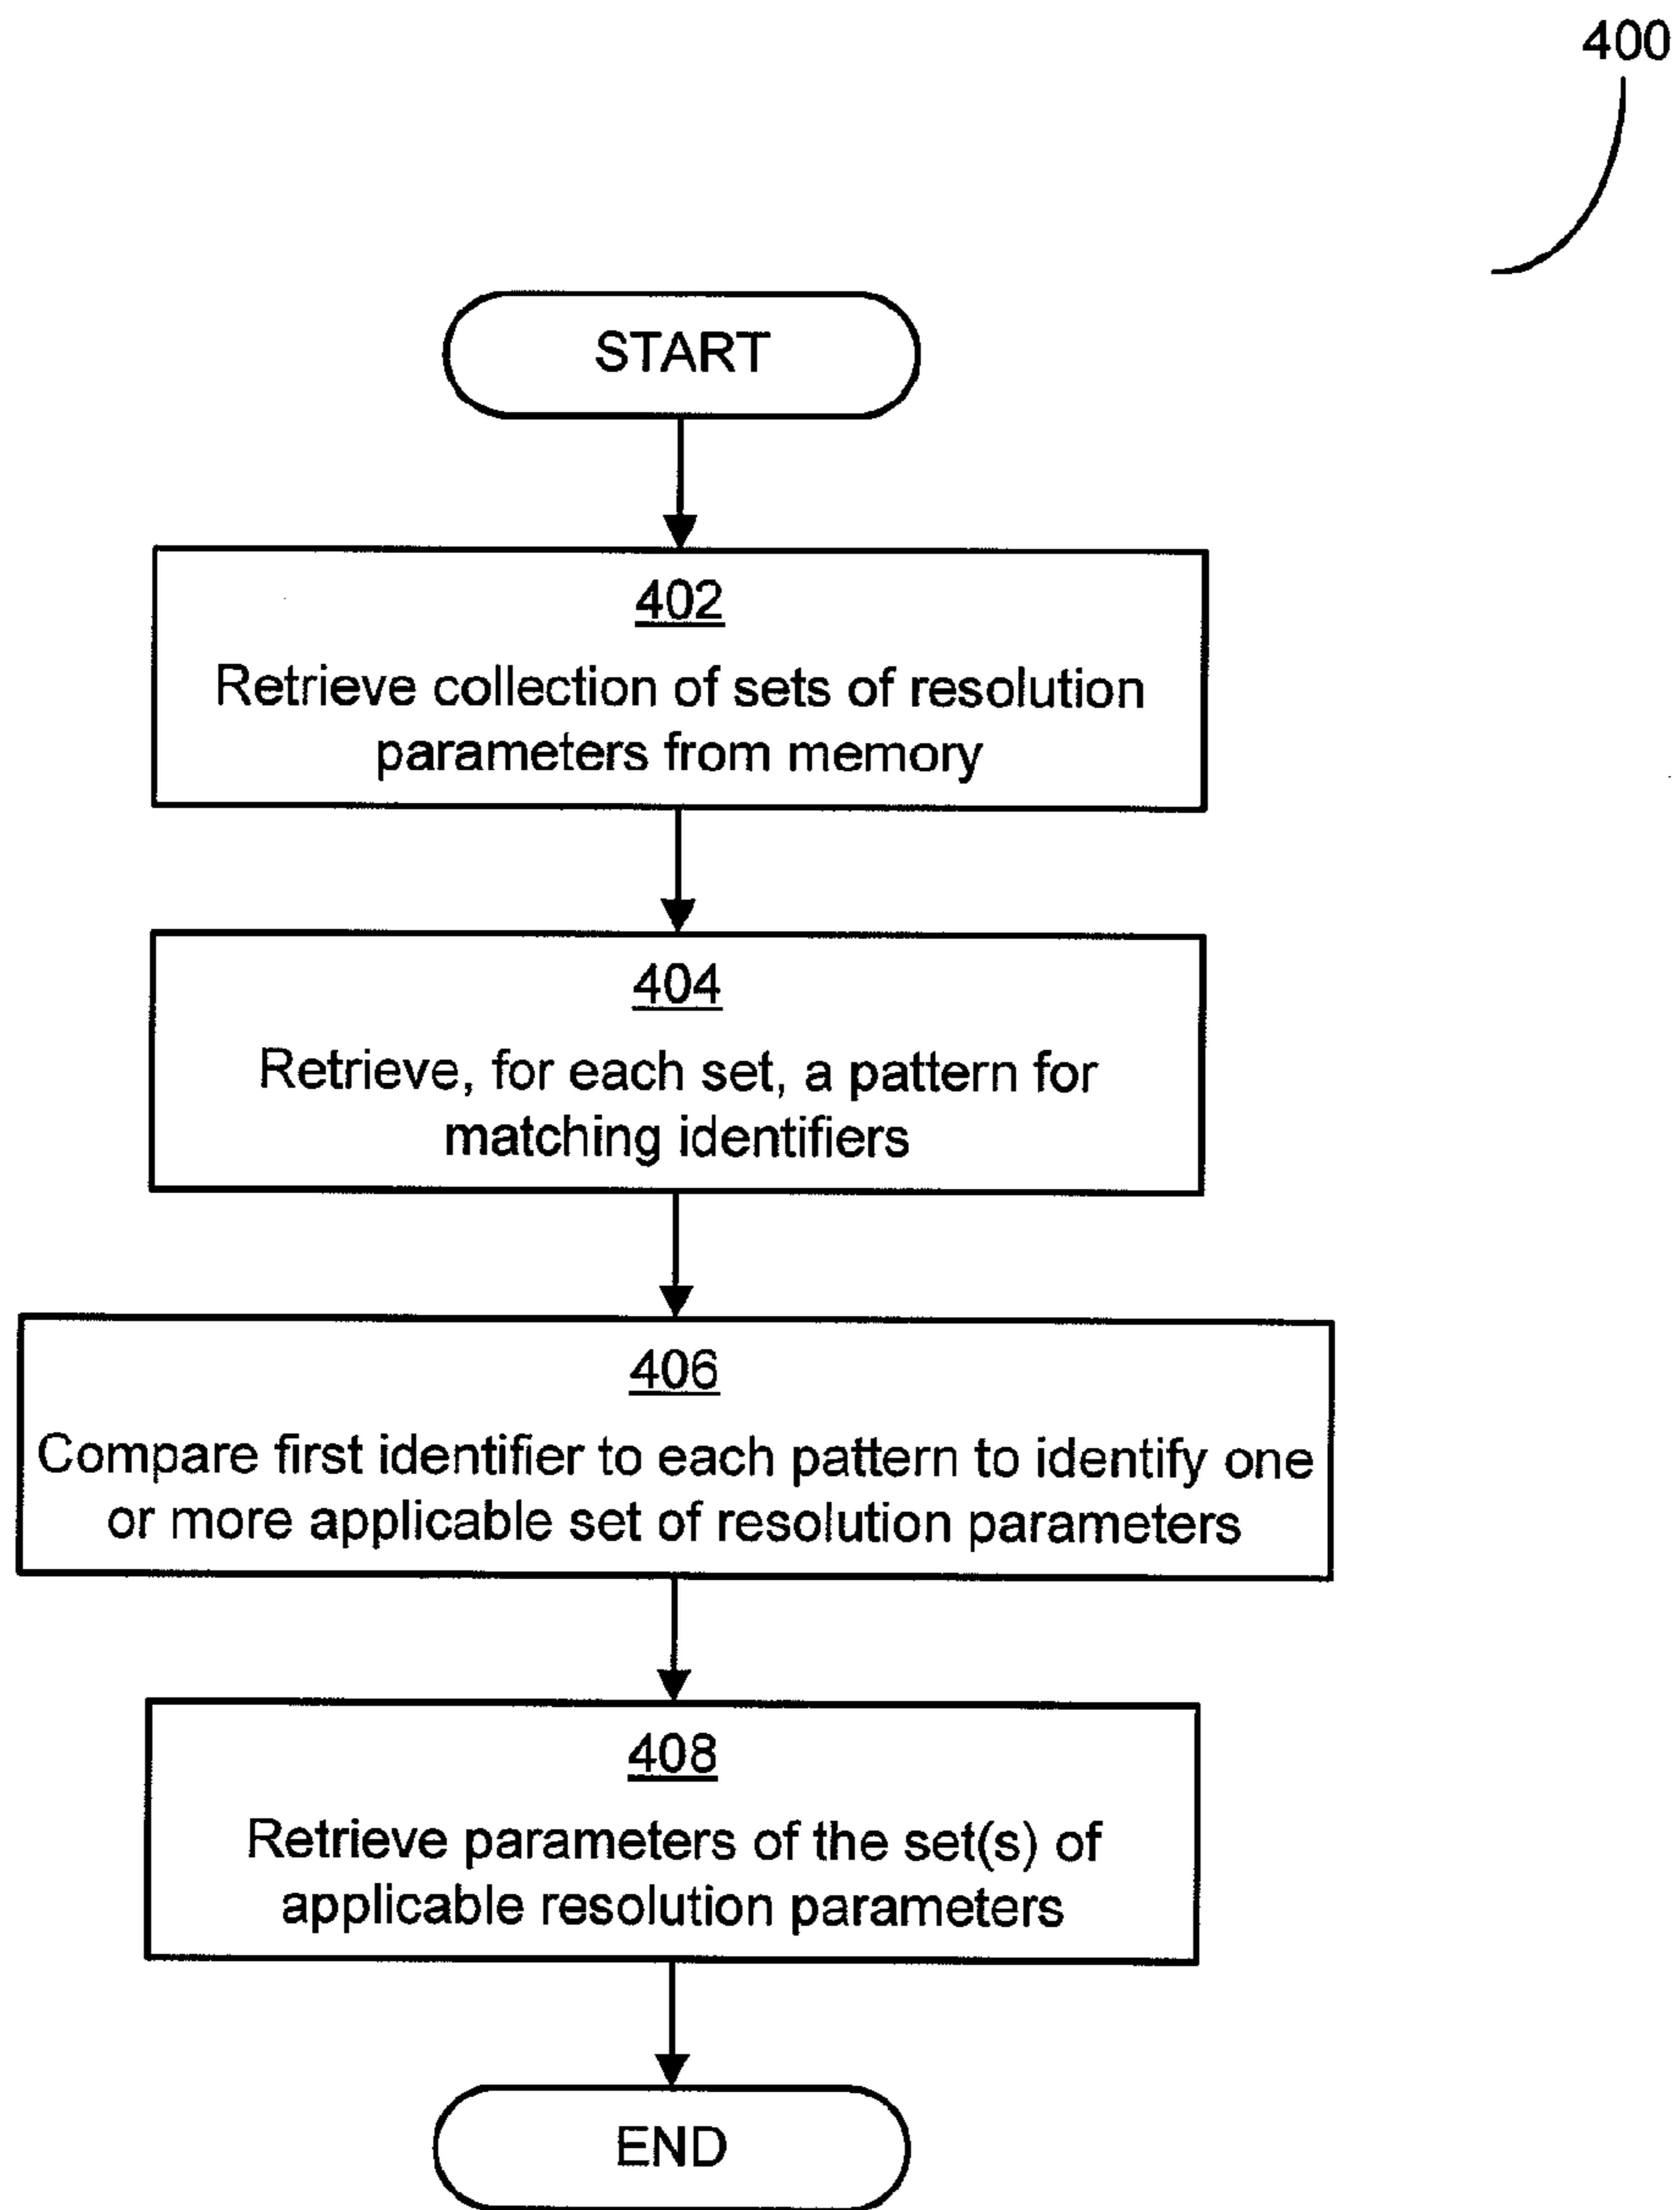 400
START
402
Retrieve collection of sets of resolution
parameters from memory
404
Retrieve, for each set, a pattern for
matching identifiers
406
Compare first identifier to each pattern to identify one
or more applicable set of resolution parameters
408
Retrieve parameters of the set(s) of
applicable resolution parameters
END